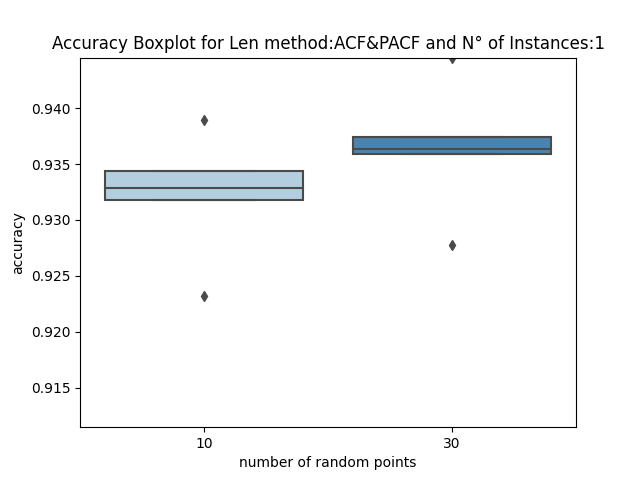 Accuracy Boxplot for Len method:ACF&PACF and N° of Instances:1
0.940
0.935
0.930
0.925
0.920
0.915
accuracy
10
30
number of random points